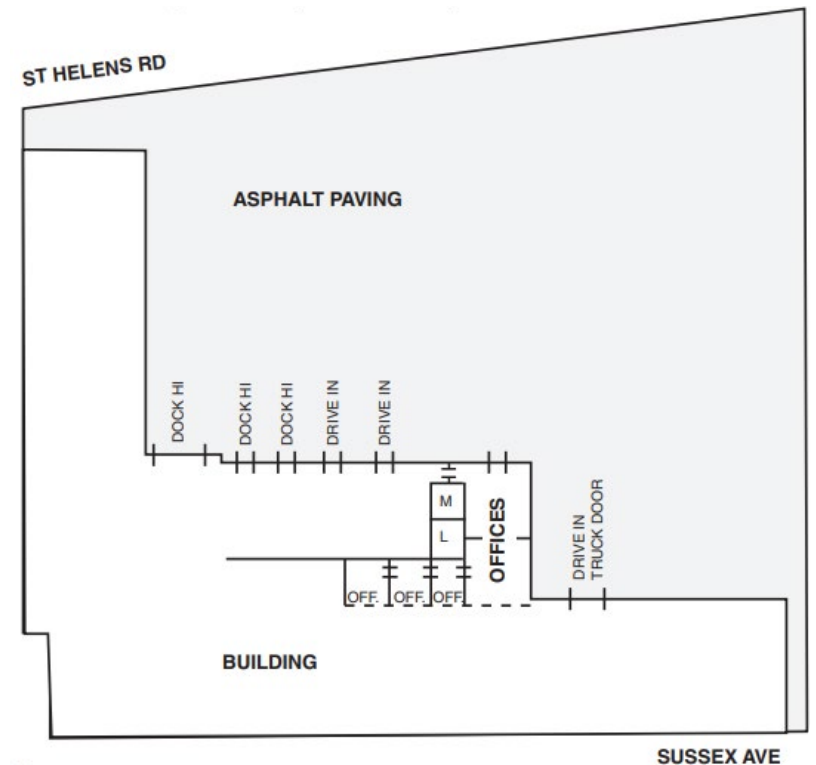 ST HELENS RD
ASPHALT PAVING
DOCK HI
DOCK HI
DOCK HI
DRIVE IN
DRIVE IN
M
L
OFFICES
DRIVE IN
TRUCK DOOR
OFF.
OFF.
OFF.
BUILDING
SUSSEX AVE